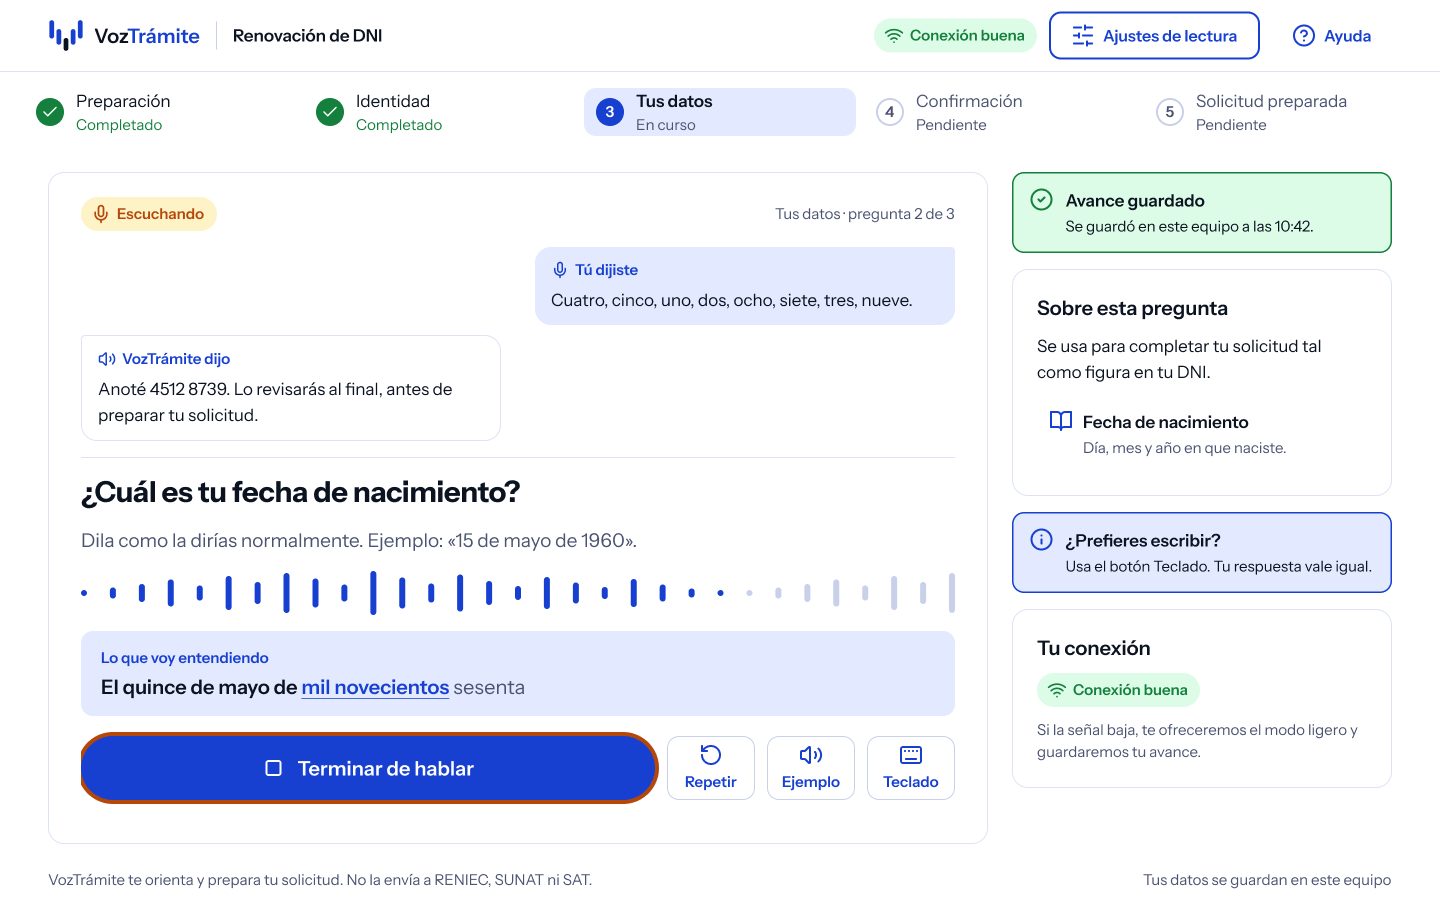 VozTrámite
Renovación de DNI
Conexión buena
Ajustes de lectura
Ayuda
Preparación
Completado
Identidad
Completado
3
Tus datos
En curso
4
Confirmación
Pendiente
5
Solicitud preparada
Pendiente
Escuchando
Tus datos · pregunta 2 de 3
Tú dijiste
Cuatro, cinco, uno, dos, ocho, siete, tres, nueve.
VozTrámite dijo
Anoté 4512 8739. Lo revisarás al final, antes de
preparar tu solicitud.
¿Cuál es tu fecha de nacimiento?
Dila como la dirías normalmente. Ejemplo: «15 de mayo de 1960».
Lo que voy entendiendo
El quince de mayo de mil novecientos sesenta
Terminar de hablar
Repetir
Ejemplo
Teclado
Avance guardado
Se guardó en este equipo a las 10:42.
Sobre esta pregunta
Se usa para completar tu solicitud tal
como figura en tu DNI.
Fecha de nacimiento
Día, mes y año en que naciste.
¿Prefieres escribir?
Usa el botón Teclado. Tu respuesta vale igual.
Tu conexión
Conexión buena
Si la señal baja, te ofreceremos el modo ligero y
guardaremos tu avance.
VozTrámite te orienta y prepara tu solicitud. No la envía a RENIEC, SUNAT ni SAT.
Tus datos se guardan en este equipo